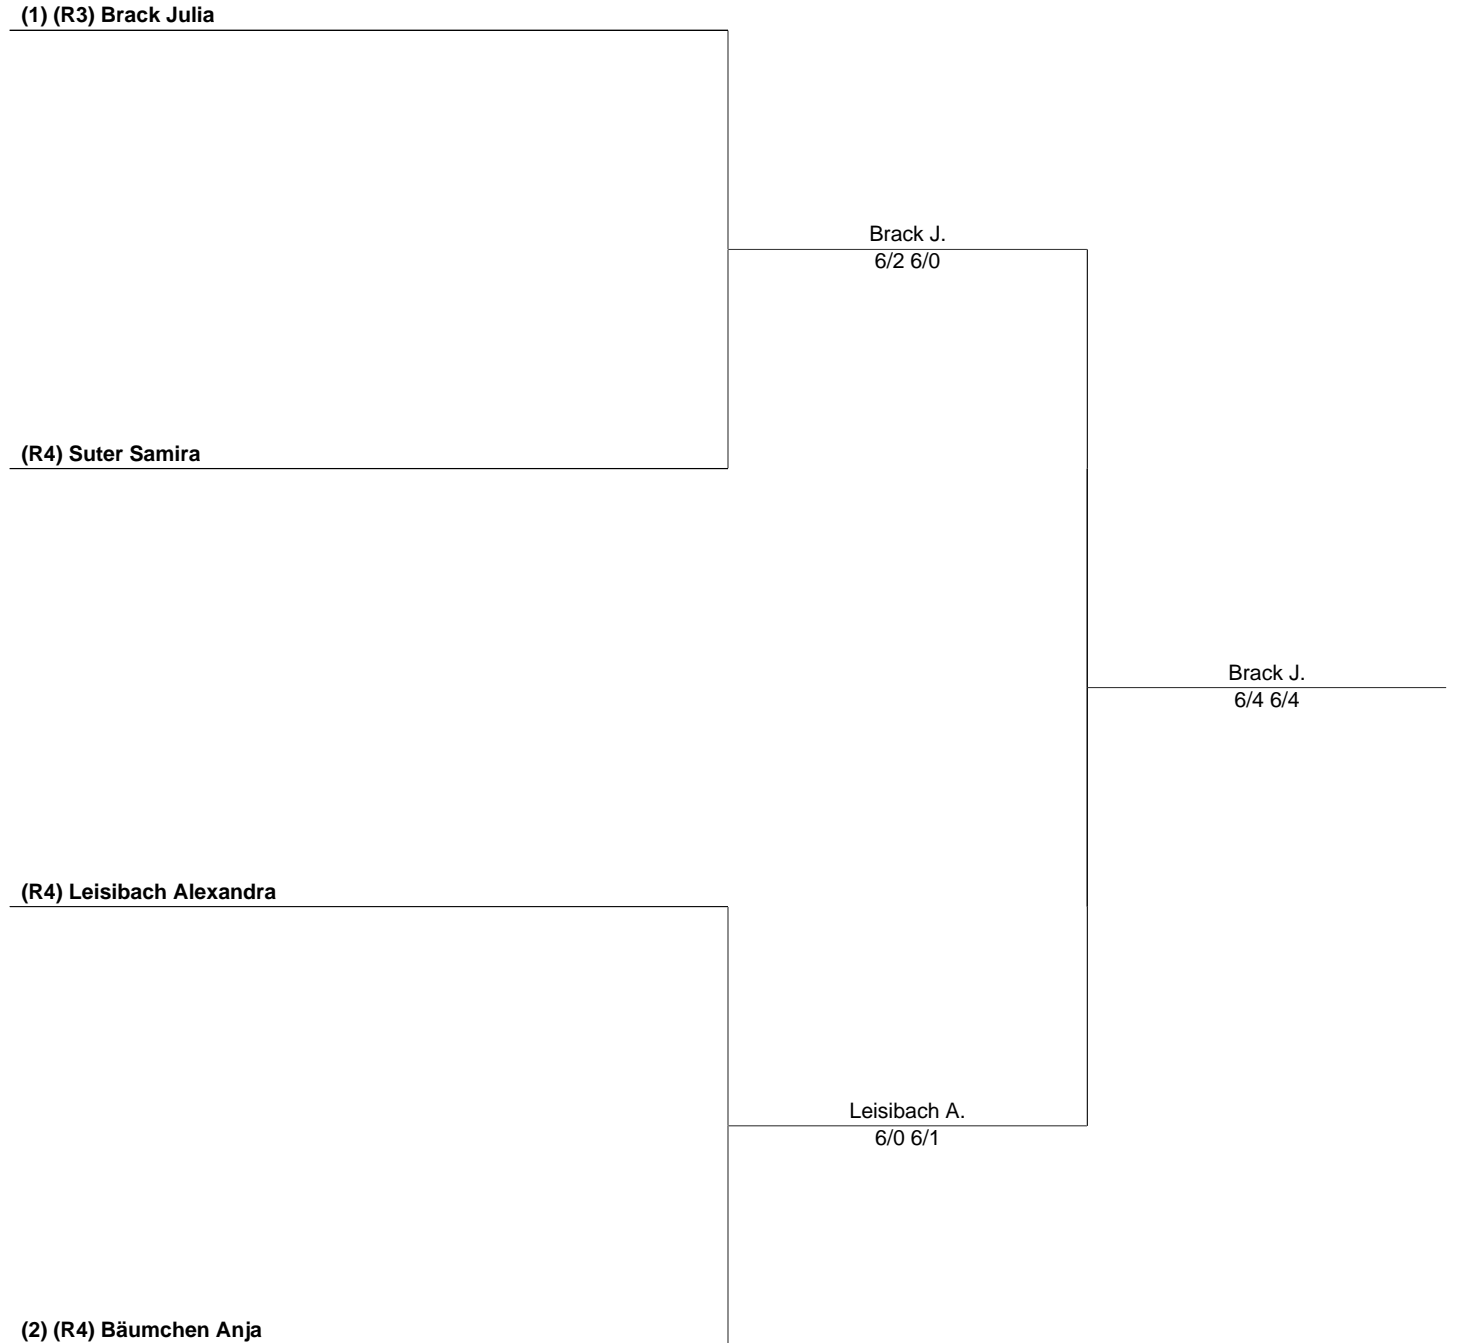 (1) (R3) Brack Julia
Brack J.
6/2 6/0
(R4) Suter Samira
Brack J.
6/4 6/4
(R4) Leisibach Alexandra
Leisibach A.
6/0 6/1
(2) (R4) Bäumchen Anja